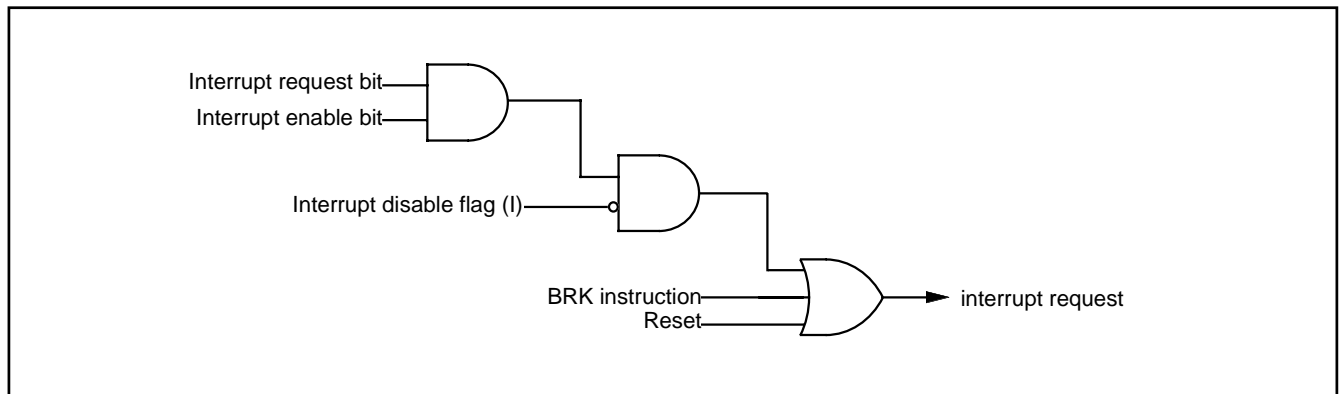 Interrupt request bit
Interrupt enable bit
Interrupt disable flag (I)
BRK instruction
Reset
interrupt request